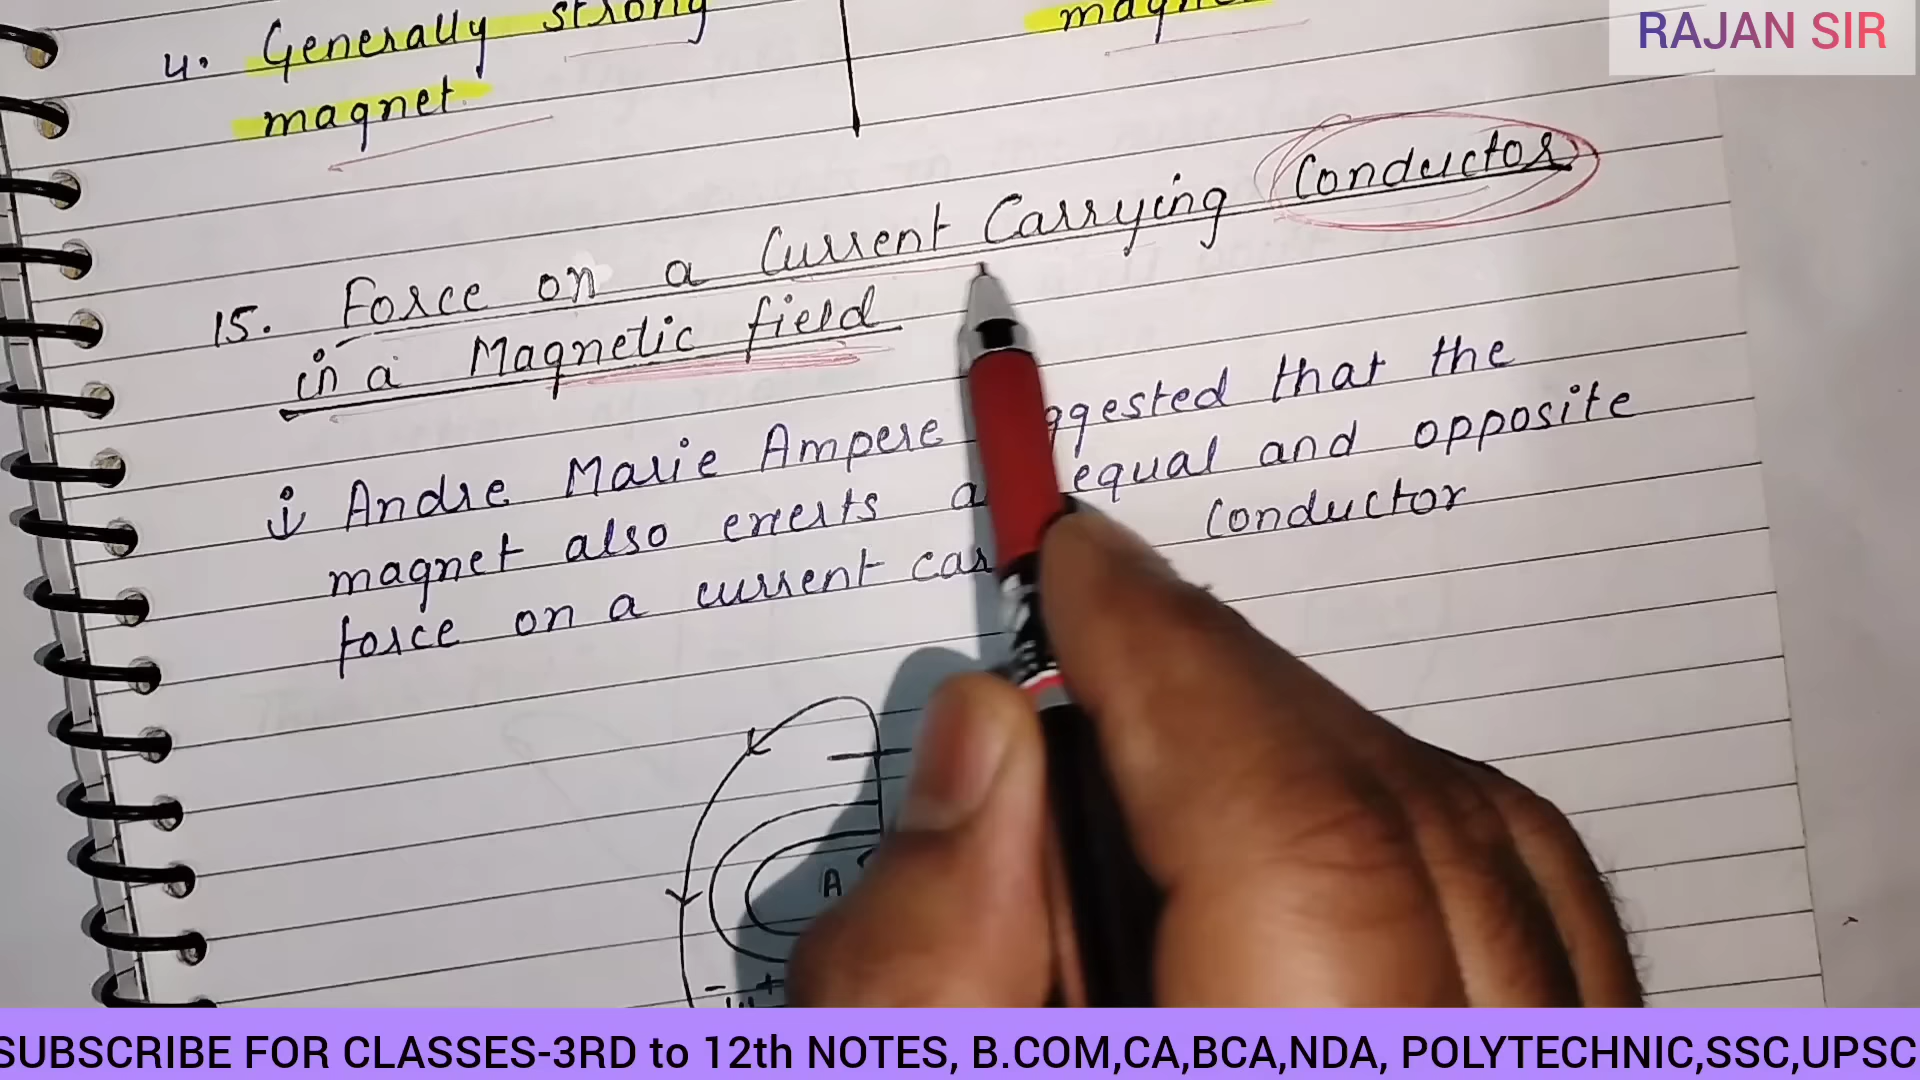 RAJAN SIR
4. Generally strong
magnet.
15. Force on a Current Carrying Conductor
in a Magnetic field
i Andre Marie Ampere ggested that the
magnet also exerts a equal and opposite
force on a current car Conductor
A
- +
SUBSCRIBE FOR CLASSES-3RD to 12th NOTES, B.COM,CA,BCA,NDA, POLYTECHNIC,SSC,UPSC